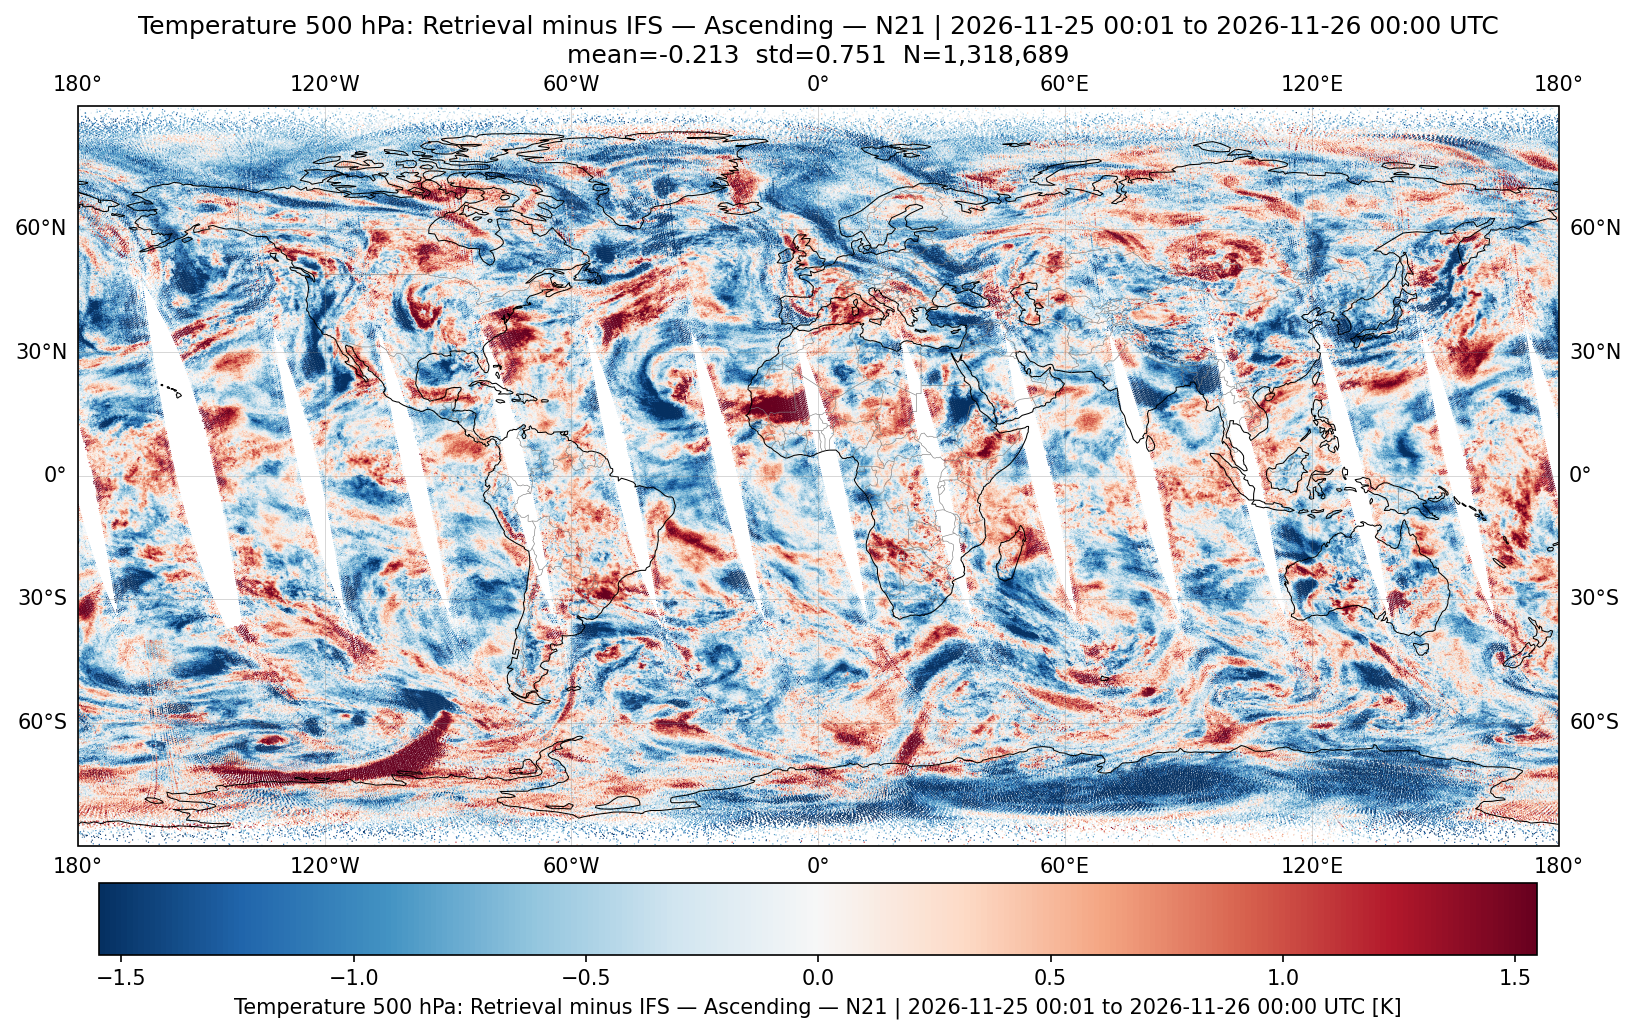 Temperature 500 hPa: Retrieval minus IFS — Ascending — N21 | 2026-11-25 00:01 to 2026-11-26 00:00 UTC
mean=-0.213 std=0.751 N=1,318,689
180° 120°W 60°W 0° 60°E 120°E 180°
60°N 60°N
30°N 30°N
0° 0°
30°S 30°S
60°S 60°S
180° 120°W 60°W 0° 60°E 120°E 180°
−1.5 −1.0 −0.5 0.0 0.5 1.0 1.5
Temperature 500 hPa: Retrieval minus IFS — Ascending — N21 | 2026-11-25 00:01 to 2026-11-26 00:00 UTC [K]